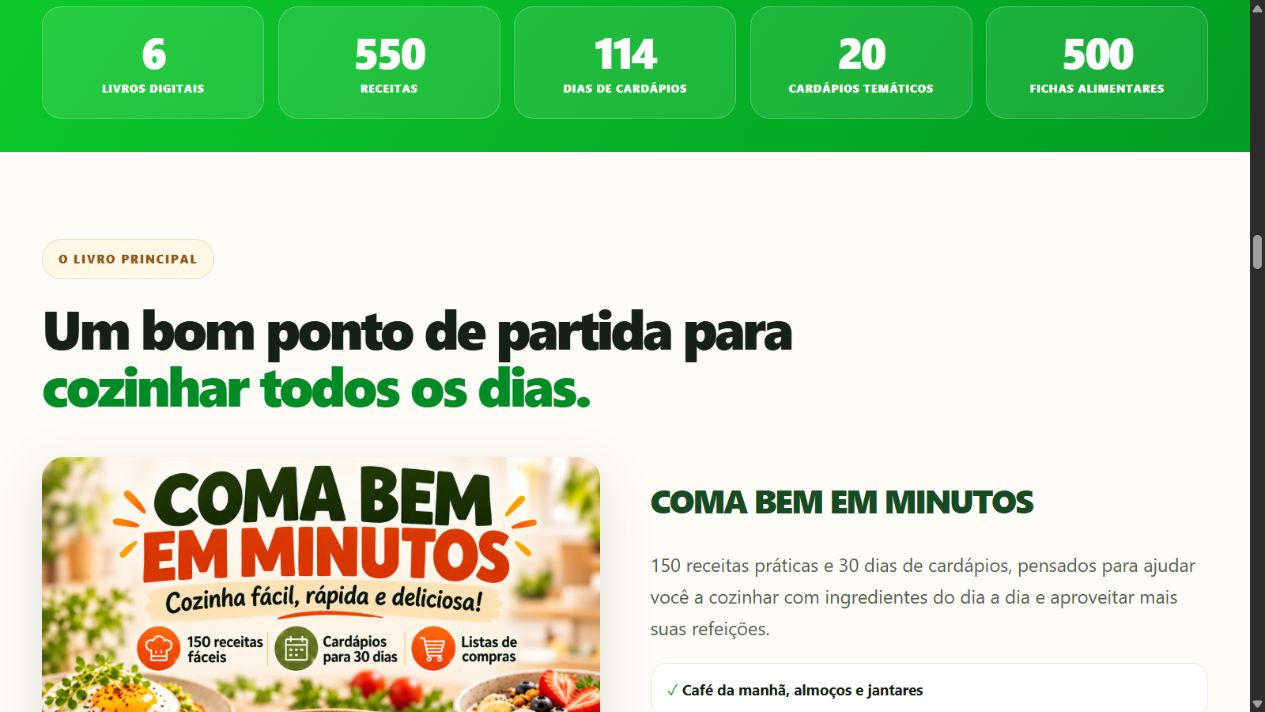 6
LIVROS DIGITAIS
550
RECEITAS
114
DIAS DE CARDÁPIOS
20
CARDÁPIOS TEMÁTICOS
500
FICHAS ALIMENTARES
O LIVRO PRINCIPAL
Um bom ponto de partida para
cozinhar todos os dias.
COMA BEM
EM MINUTOS
Cozinha fácil, rápida e deliciosa!
150 receitas
fáceis
Cardápios
para 30 dias
Listas de
compras
COMA BEM EM MINUTOS
150 receitas práticas e 30 dias de cardápios, pensados para ajudar
você a cozinhar com ingredientes do dia a dia e aproveitar mais
suas refeições.
✓ Café da manhã, almoços e jantares